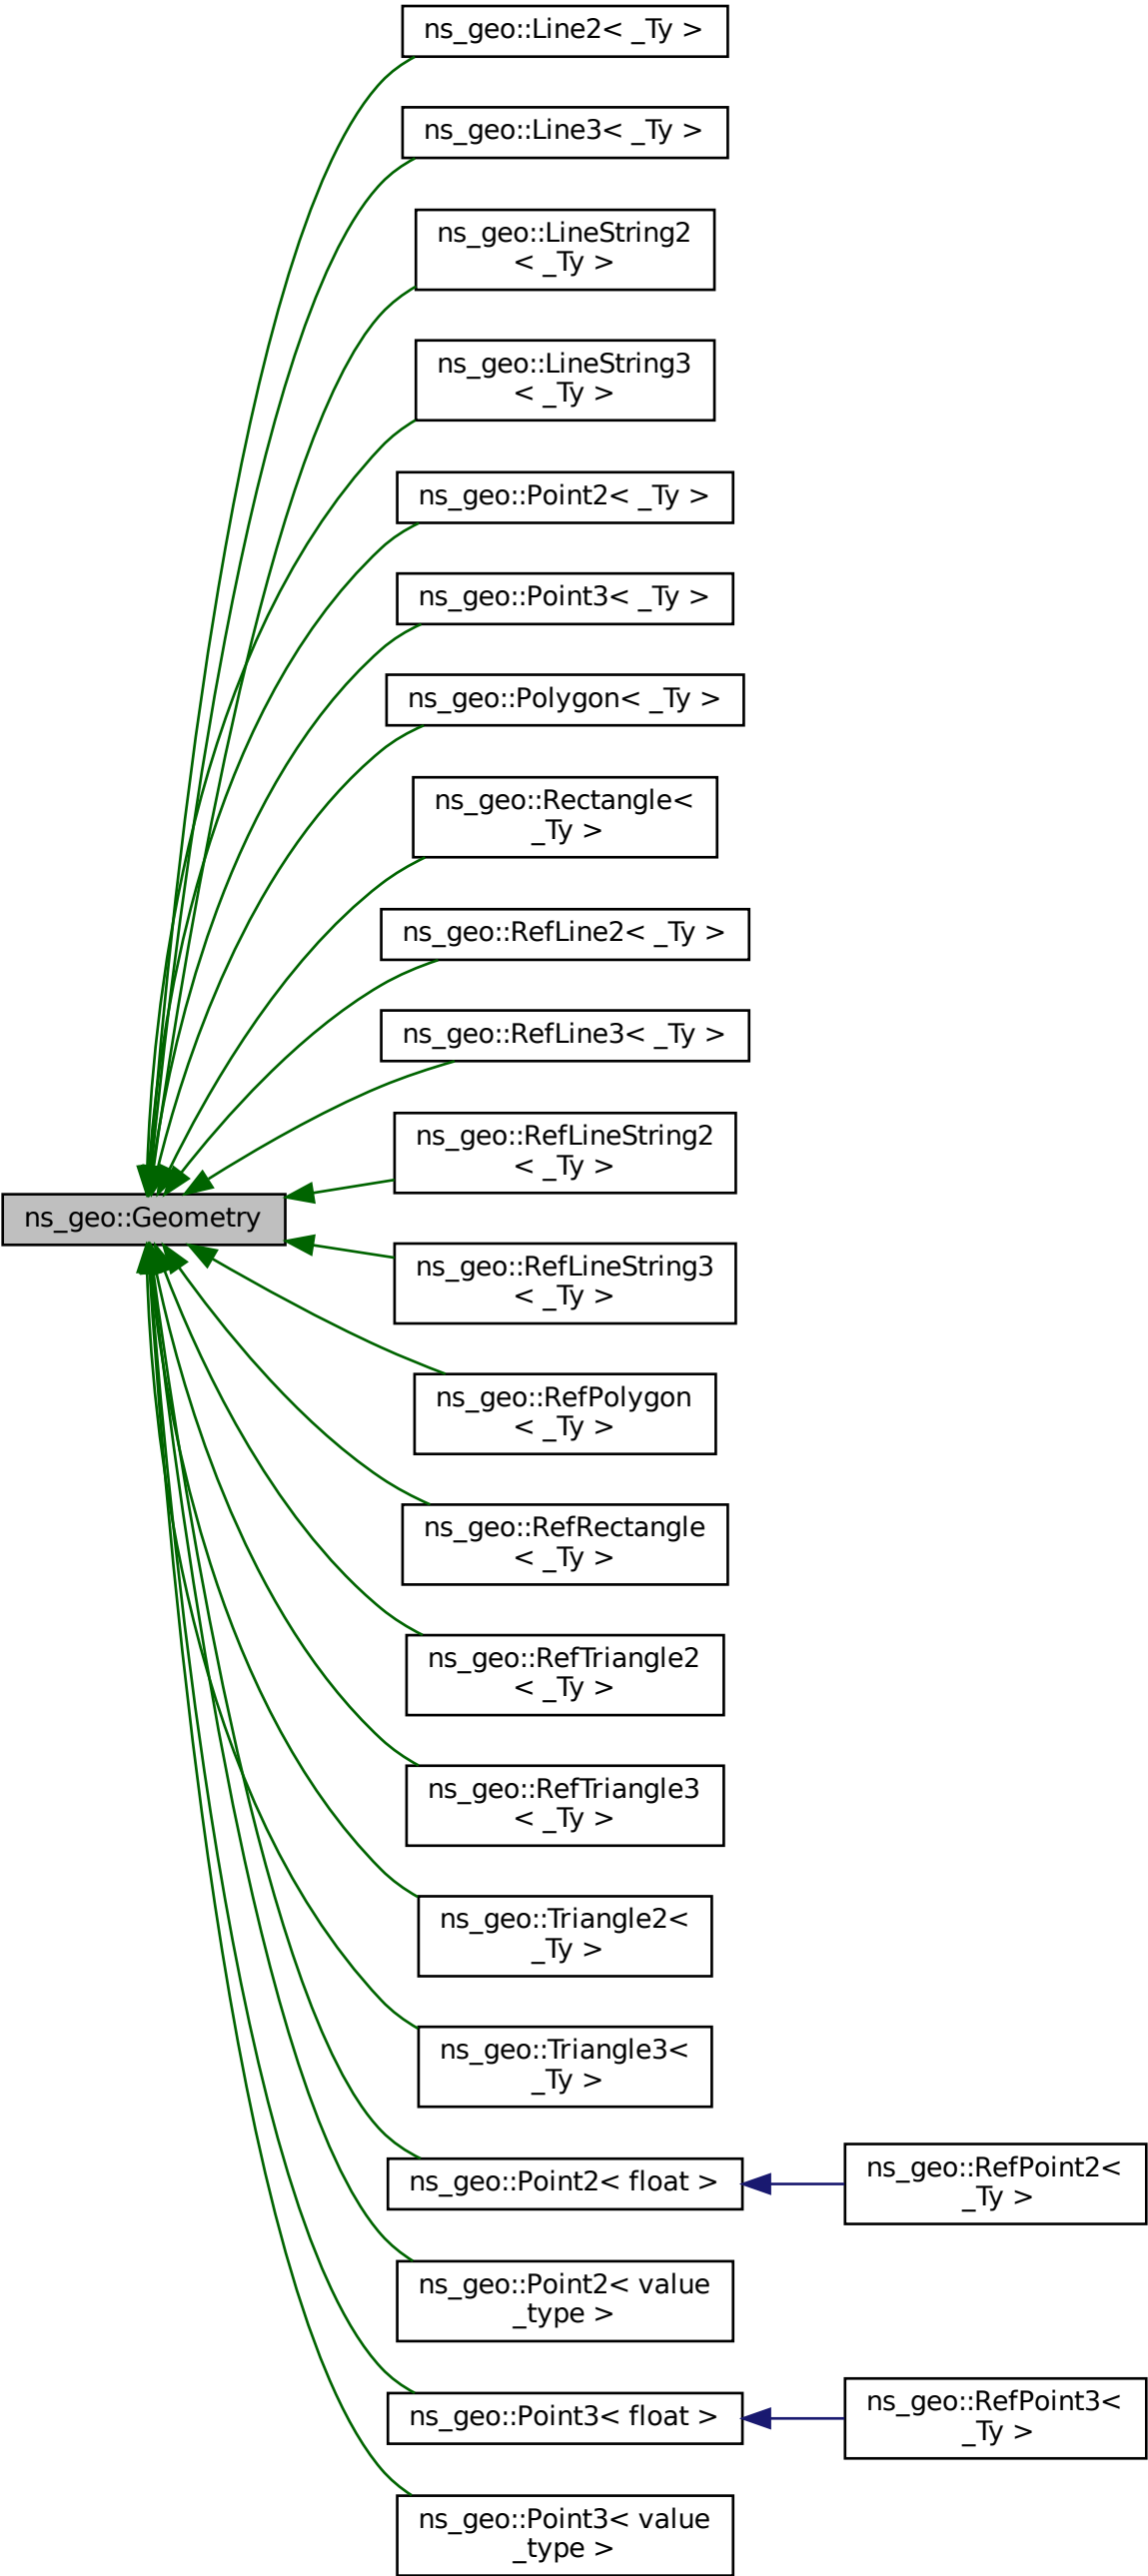 ns_geo::Line2< _Ty >
ns_geo::Line3< _Ty >
ns_geo::LineString2
< _Ty >
ns_geo::LineString3
< _Ty >
ns_geo::Point2< _Ty >
ns_geo::Point3< _Ty >
ns_geo::Polygon< _Ty >
ns_geo::Rectangle<
_Ty >
ns_geo::RefLine2< _Ty >
ns_geo::RefLine3< _Ty >
ns_geo::RefLineString2
< _Ty >
ns_geo::Geometry
ns_geo::RefLineString3
< _Ty >
ns_geo::RefPolygon
< _Ty >
ns_geo::RefRectangle
< _Ty >
ns_geo::RefTriangle2
< _Ty >
ns_geo::RefTriangle3
< _Ty >
ns_geo::Triangle2<
_Ty >
ns_geo::Triangle3<
_Ty >
ns_geo::Point2< float >
ns_geo::RefPoint2<
_Ty >
ns_geo::Point2< value
_type >
ns_geo::Point3< float >
ns_geo::RefPoint3<
_Ty >
ns_geo::Point3< value
_type >